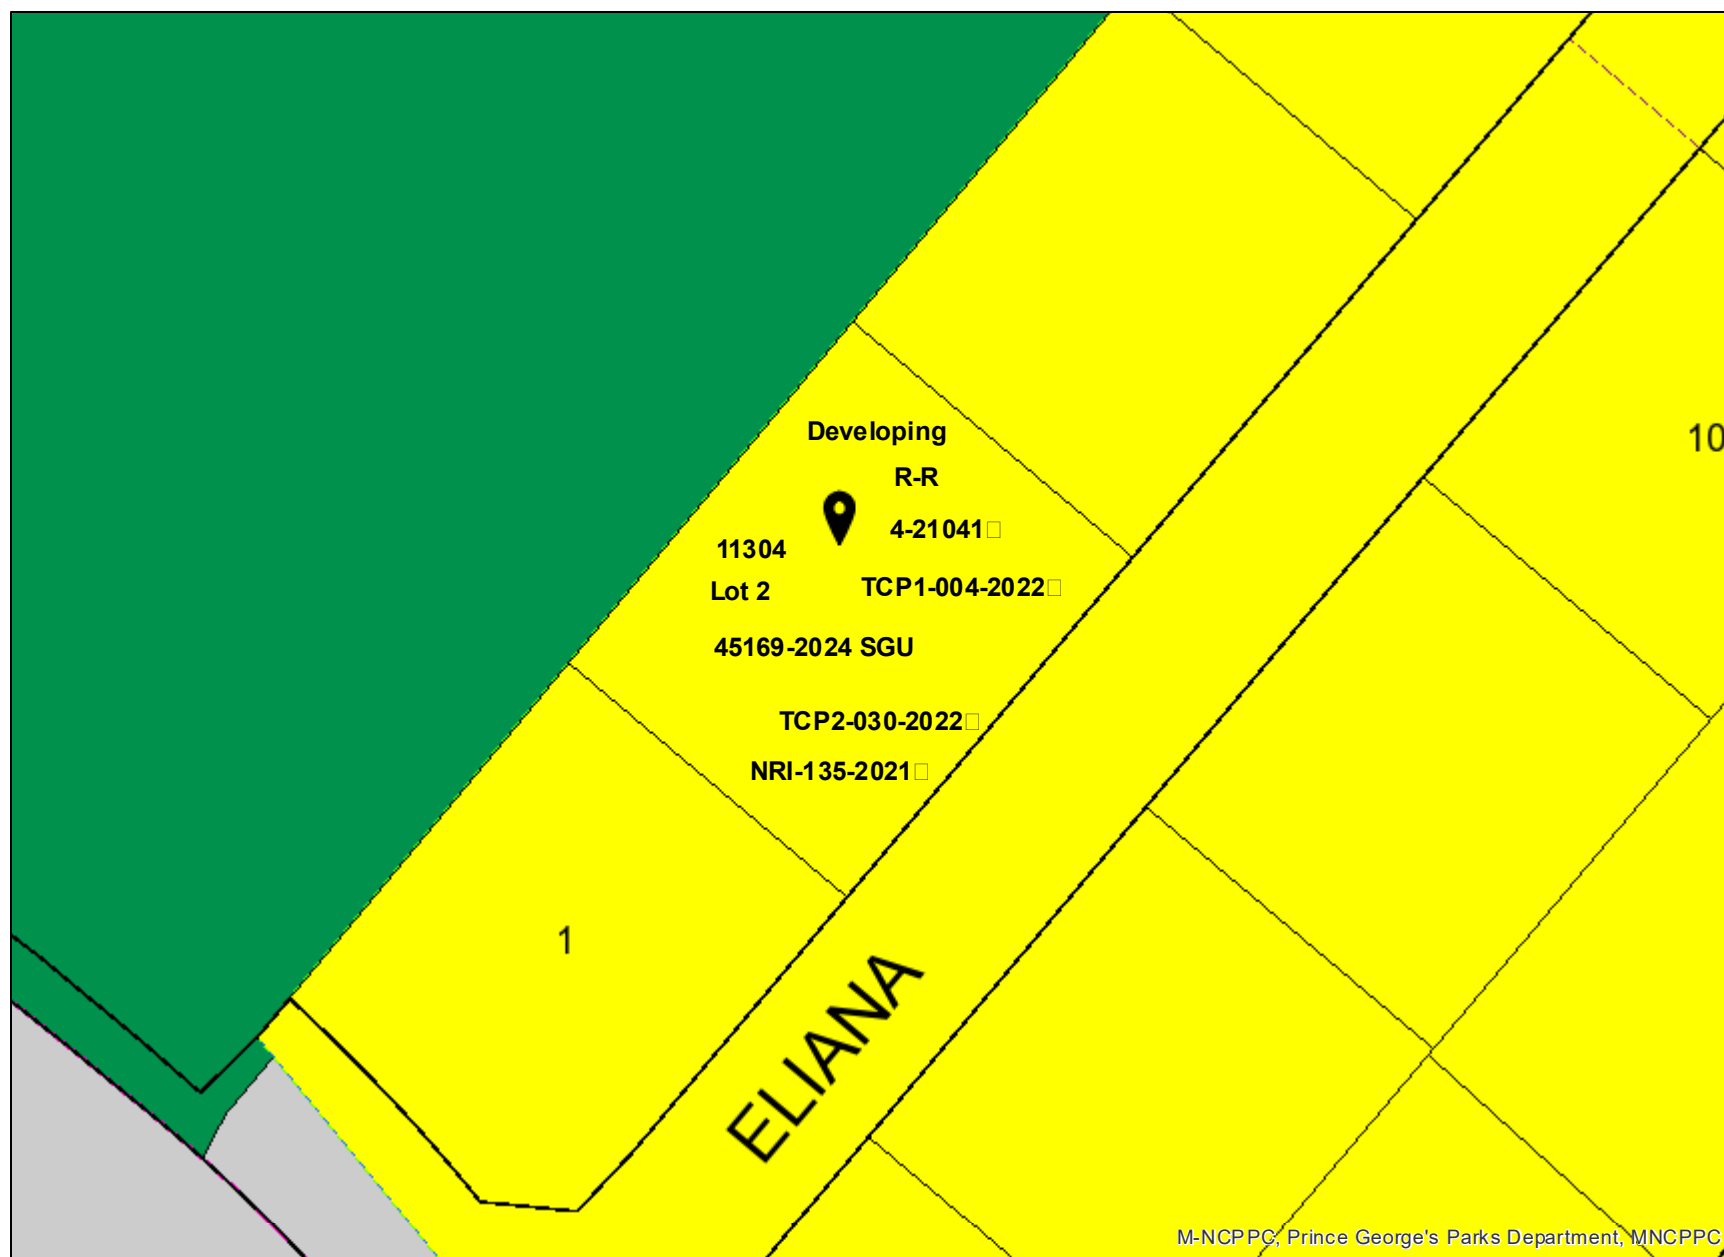 Developing
R-R
4-21041
11304
Lot 2
TCP1-004-2022
45169-2024 SGU
TCP2-030-2022
NRI-135-2021
10
1
ELIANA
M-NCPPC, Prince George's Parks Department, MNCPPC